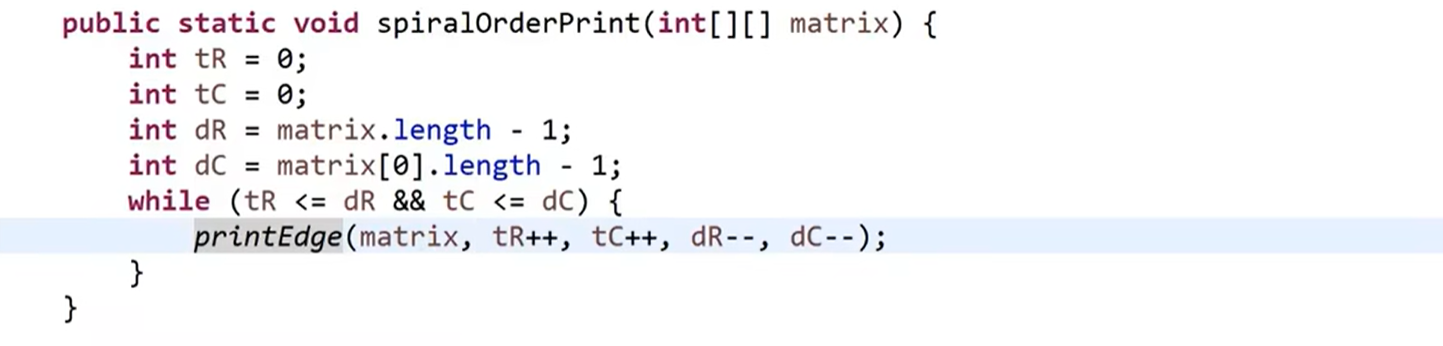 public static void spiralOrderPrint(int[][] matrix) {
int tR = 0;
int tC = 0;
int dR = matrix.length - 1;
int dC = matrix[0].length - 1;
while (tR <= dR && tC <= dC) {
printEdge(matrix, tR++, tC++, dR--, dC--);
}
}